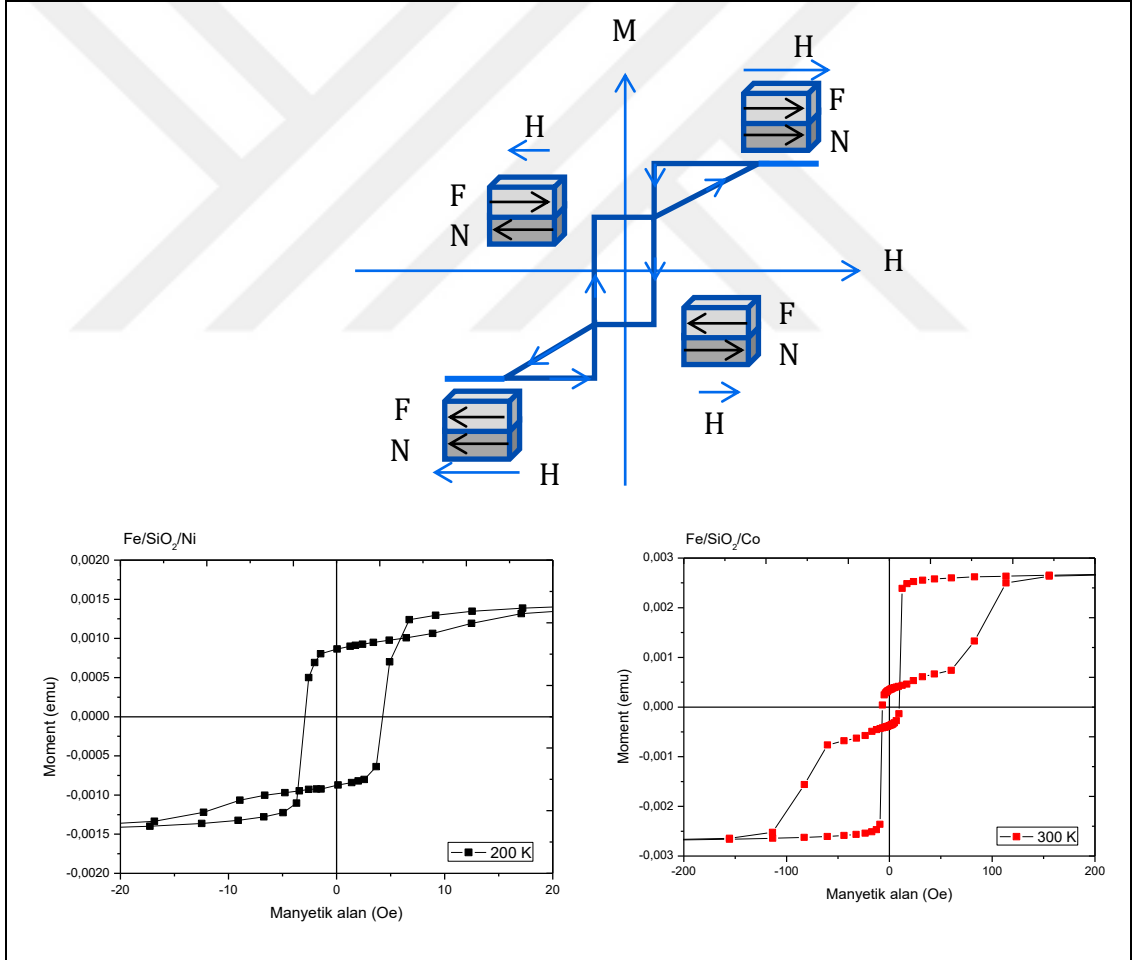 M
H
F
N
H
F
N
H
F
N
H
F
N
H
Fe/SiO₂/Ni
0,0020
0,0015
0,0010
0,0005
0,0000
-0,0005
-0,0010
-0,0015
-0,0020
Moment (emu)
-20
-10
0
10
20
Manyetik alan (Oe)
200 K
Fe/SiO₂/Co
0,003
0,002
0,001
0,000
-0,001
-0,002
-0,003
Moment (emu)
-200
-100
0
100
200
Manyetik alan (Oe)
300 K